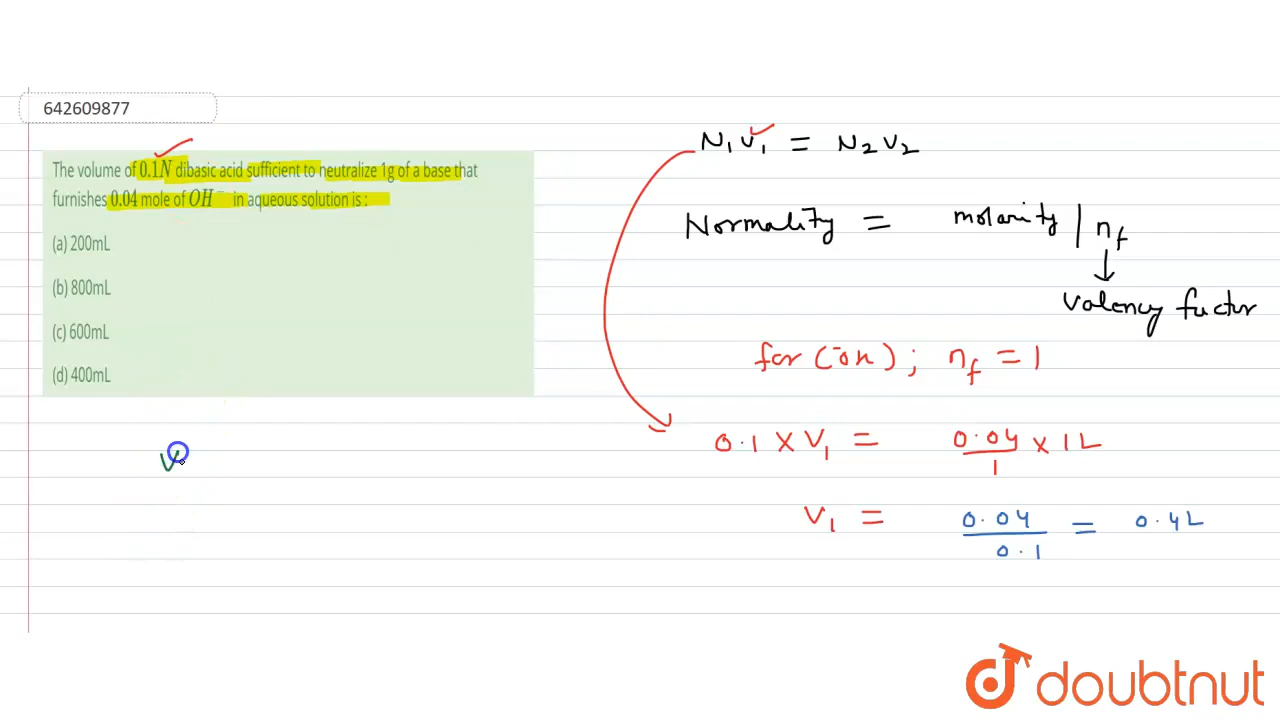 642609877
The volume of 0.1N dibasic acid sufficient to neutralize 1g of a base that
furnishes 0.04 mole of OH⁻ in aqueous solution is :
(a) 200mL
(b) 800mL
(c) 600mL
(d) 400mL
V
N₁V₁ = N₂V₂
Normality = molarity | nf
Valency factor
for (⁻OH) ; nf = 1
0.1 × V₁ = 0.04/1 × 1L
V₁ = 0.04/0.1 = 0.4L
doubtnut